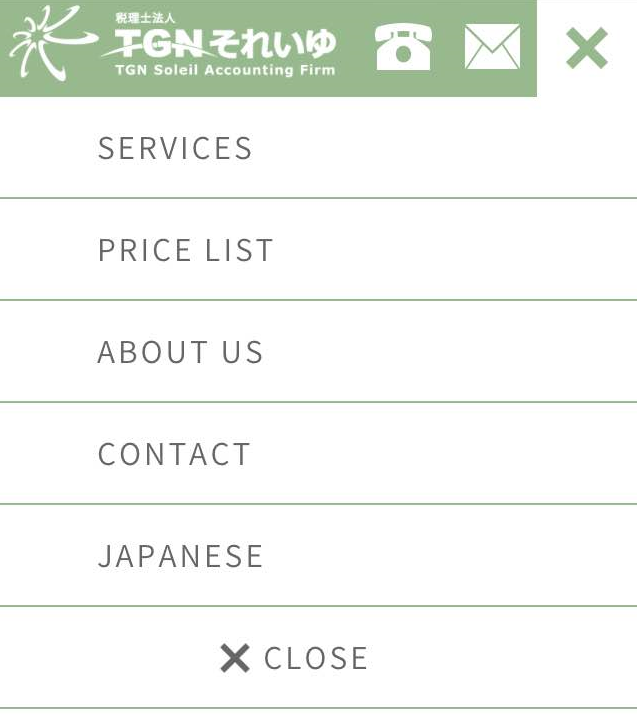 税理士法人
TGNそれいゆ
TGN Soleil Accounting Firm
SERVICES
PRICE LIST
ABOUT US
CONTACT
JAPANESE
CLOSE